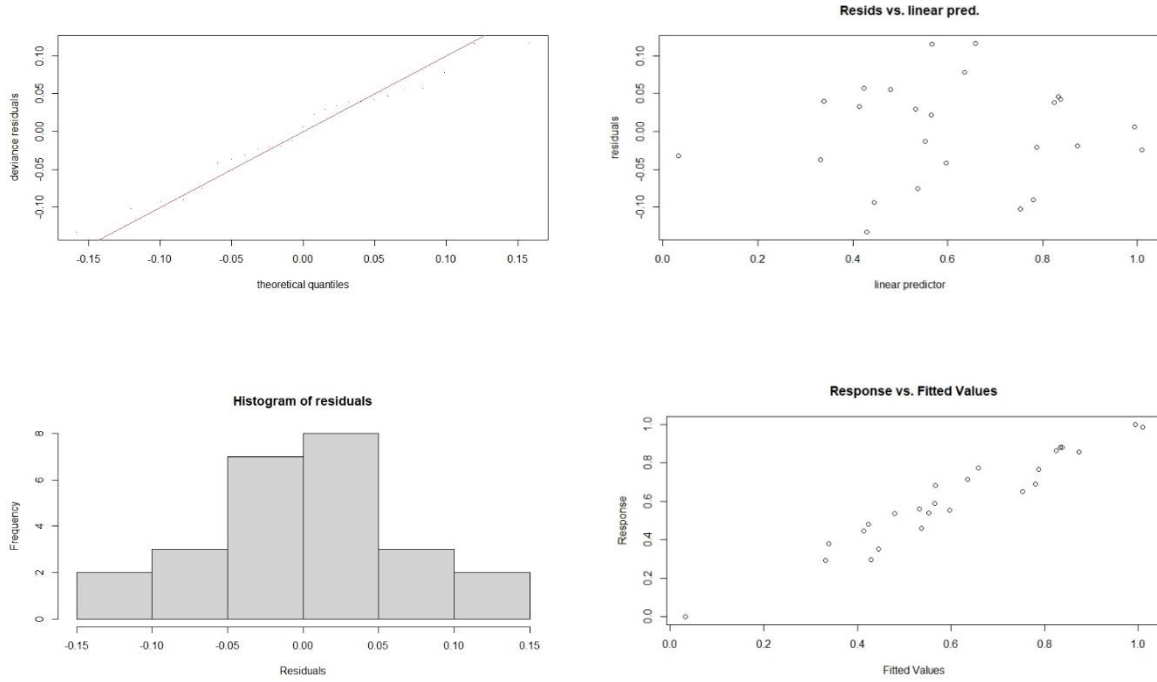 deviance residuals
0.10
0.05
0.00
-0.05
-0.10
-0.15 -0.10 -0.05 0.00 0.05 0.10 0.15
theoretical quantiles
Resids vs. linear pred.
residuals
0.10
0.05
0.00
-0.05
-0.10
0.0 0.2 0.4 0.6 0.8 1.0
linear predictor
Histogram of residuals
Frequency
8
6
4
2
0
-0.15 -0.10 -0.05 0.00 0.05 0.10 0.15
Residuals
Response vs. Fitted Values
Response
1.0
0.8
0.6
0.4
0.2
0.0
0.0 0.2 0.4 0.6 0.8 1.0
Fitted Values